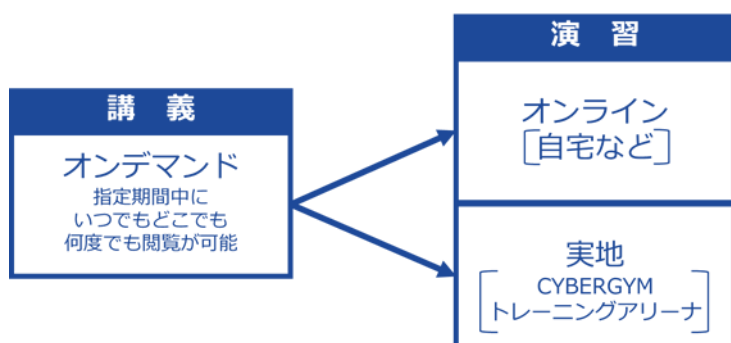 講　義
オンデマンド
指定期間中に
いつでもどこでも
何度でも閲覧が可能
演　習
オンライン
[自宅など]
実地
[CYBERGYM
トレーニングアリーナ]